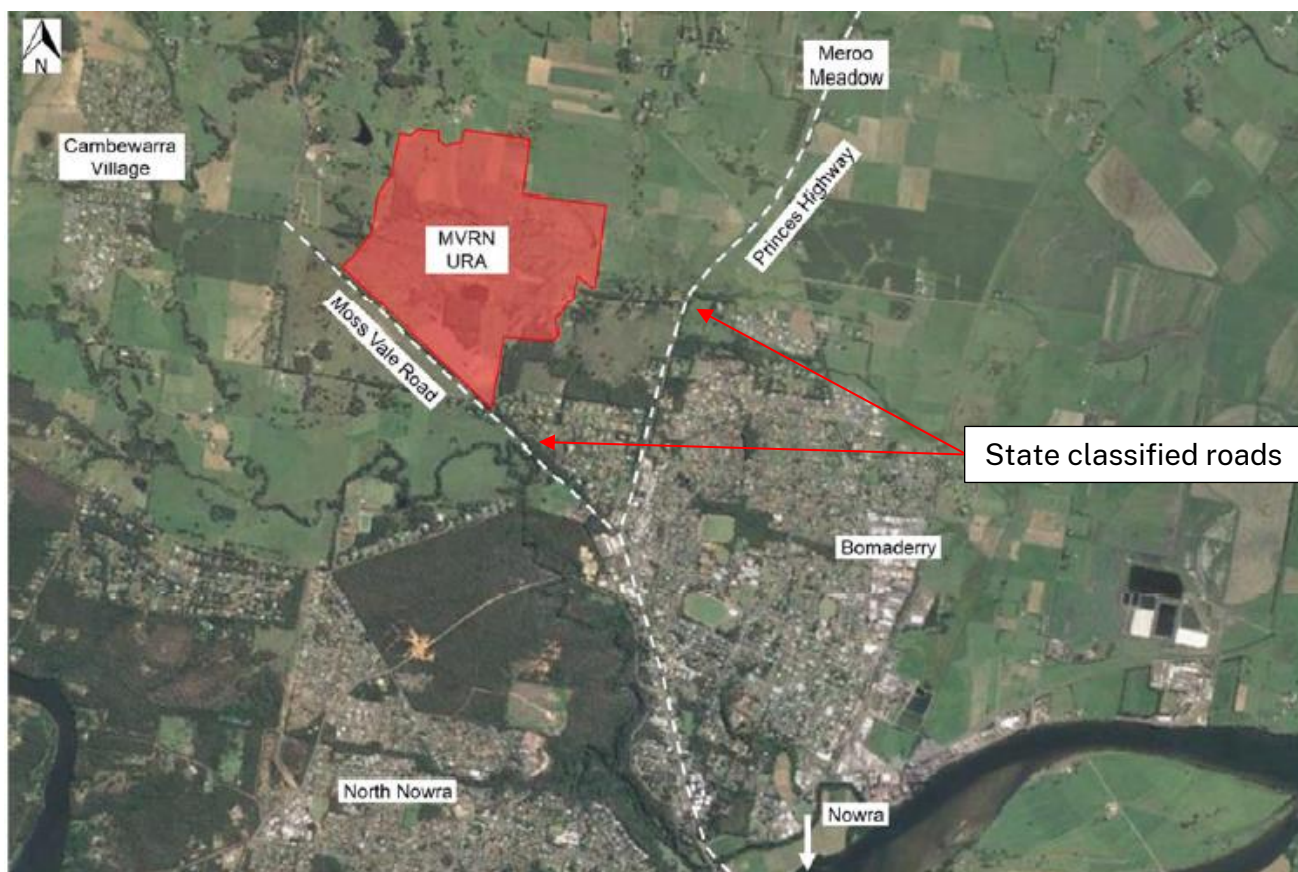 N
Meroo
Meadow
Cambewarra
Village
Princes Highway
MVRN
URA
Moss Vale Road
State classified roads
Bomaderry
North Nowra
Nowra